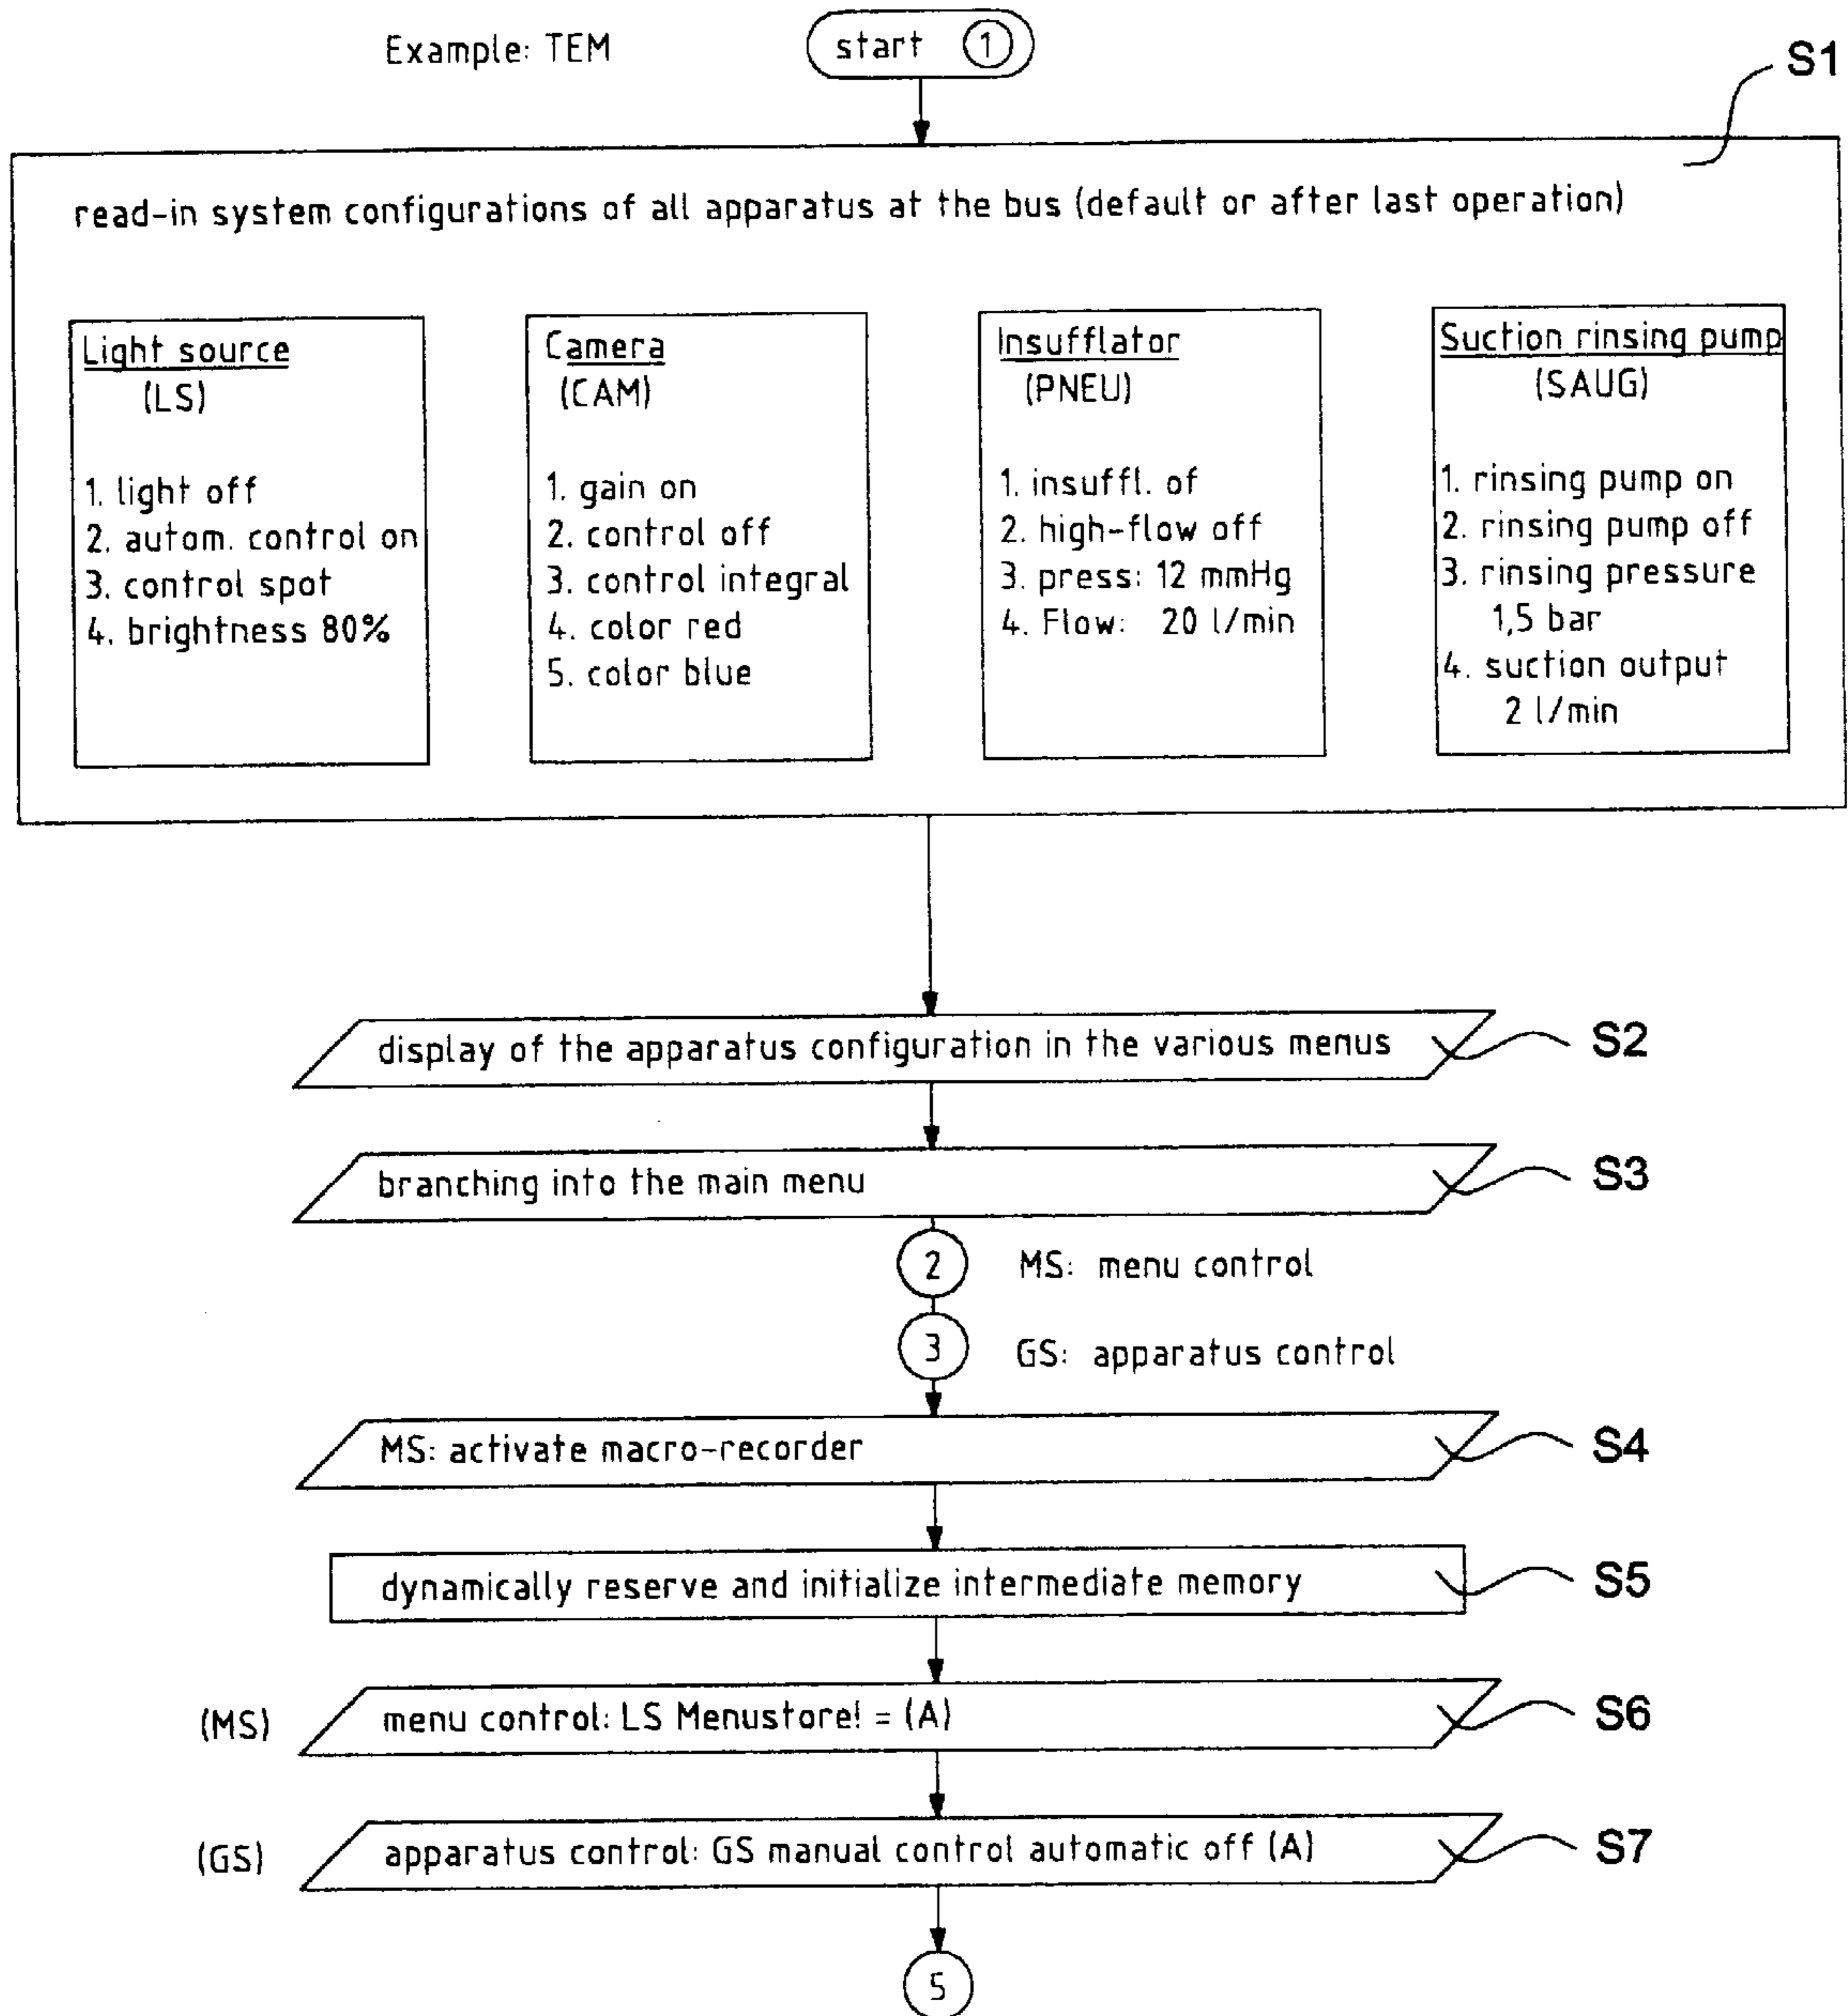 Example: TEM
start 1
S1
read-in system configurations of all apparatus at the bus (default or after last operation)
Light source
(LS)
1. light off
2. autom. control on
3. control spot
4. brightness 80%
Camera
(CAM)
1. gain on
2. control off
3. control integral
4. color red
5. color blue
Insufflator
(PNEU)
1. insuffl. of
2. high-flow off
3. press: 12 mmHg
4. Flow: 20 l/min
Suction rinsing pump
(SAUG)
1. rinsing pump on
2. rinsing pump off
3. rinsing pressure
1,5 bar
4. suction output
2 l/min
display of the apparatus configuration in the various menus
S2
branching into the main menu
S3
2 MS: menu control
3 GS: apparatus control
MS: activate macro-recorder
S4
dynamically reserve and initialize intermediate memory
S5
(MS) menu control: LS Menustore! = (A)
S6
(GS) apparatus control: GS manual control automatic off (A)
S7
5